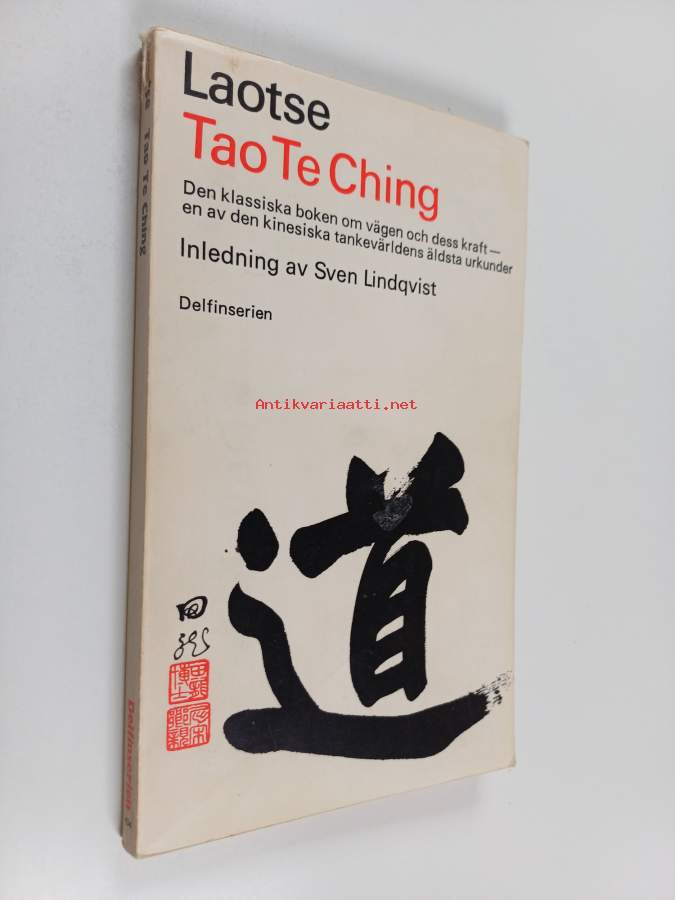 Laotse
Tao Te Ching
Den klassiska boken om vägen och dess kraft —
en av den kinesiska tankevärldens äldsta urkunder
Inledning av Sven Lindqvist
Delfinserien
Antikvariaatti.net
道
Tao Te Ching
Delfinserien